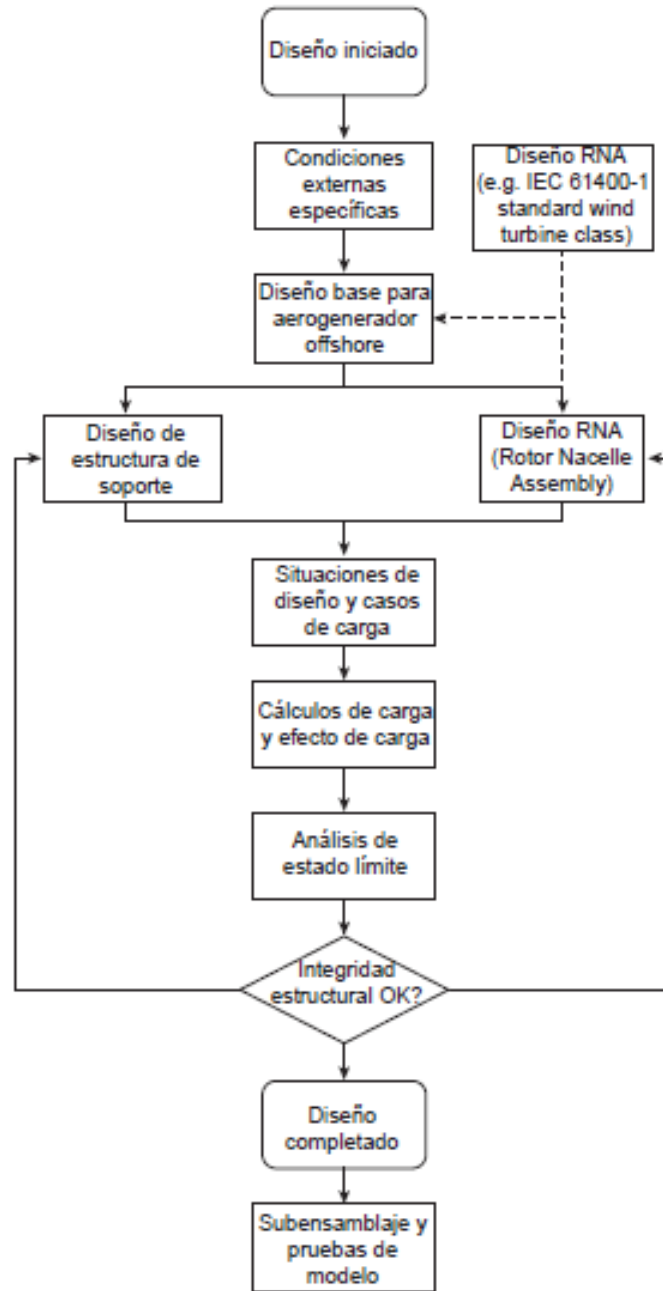 Diseño iniciado
Condiciones
externas
específicas
Diseño RNA
(e.g. IEC 61400-1
standard wind
turbine class)
Diseño base para
aerogenerador
offshore
Diseño de
estructura de
soporte
Diseño RNA
(Rotor Nacelle
Assembly)
Situaciones de
diseño y casos
de carga
Cálculos de carga
y efecto de carga
Análisis de
estado límite
Integridad
estructural OK?
Diseño
completado
Subensamblaje y
pruebas de
modelo